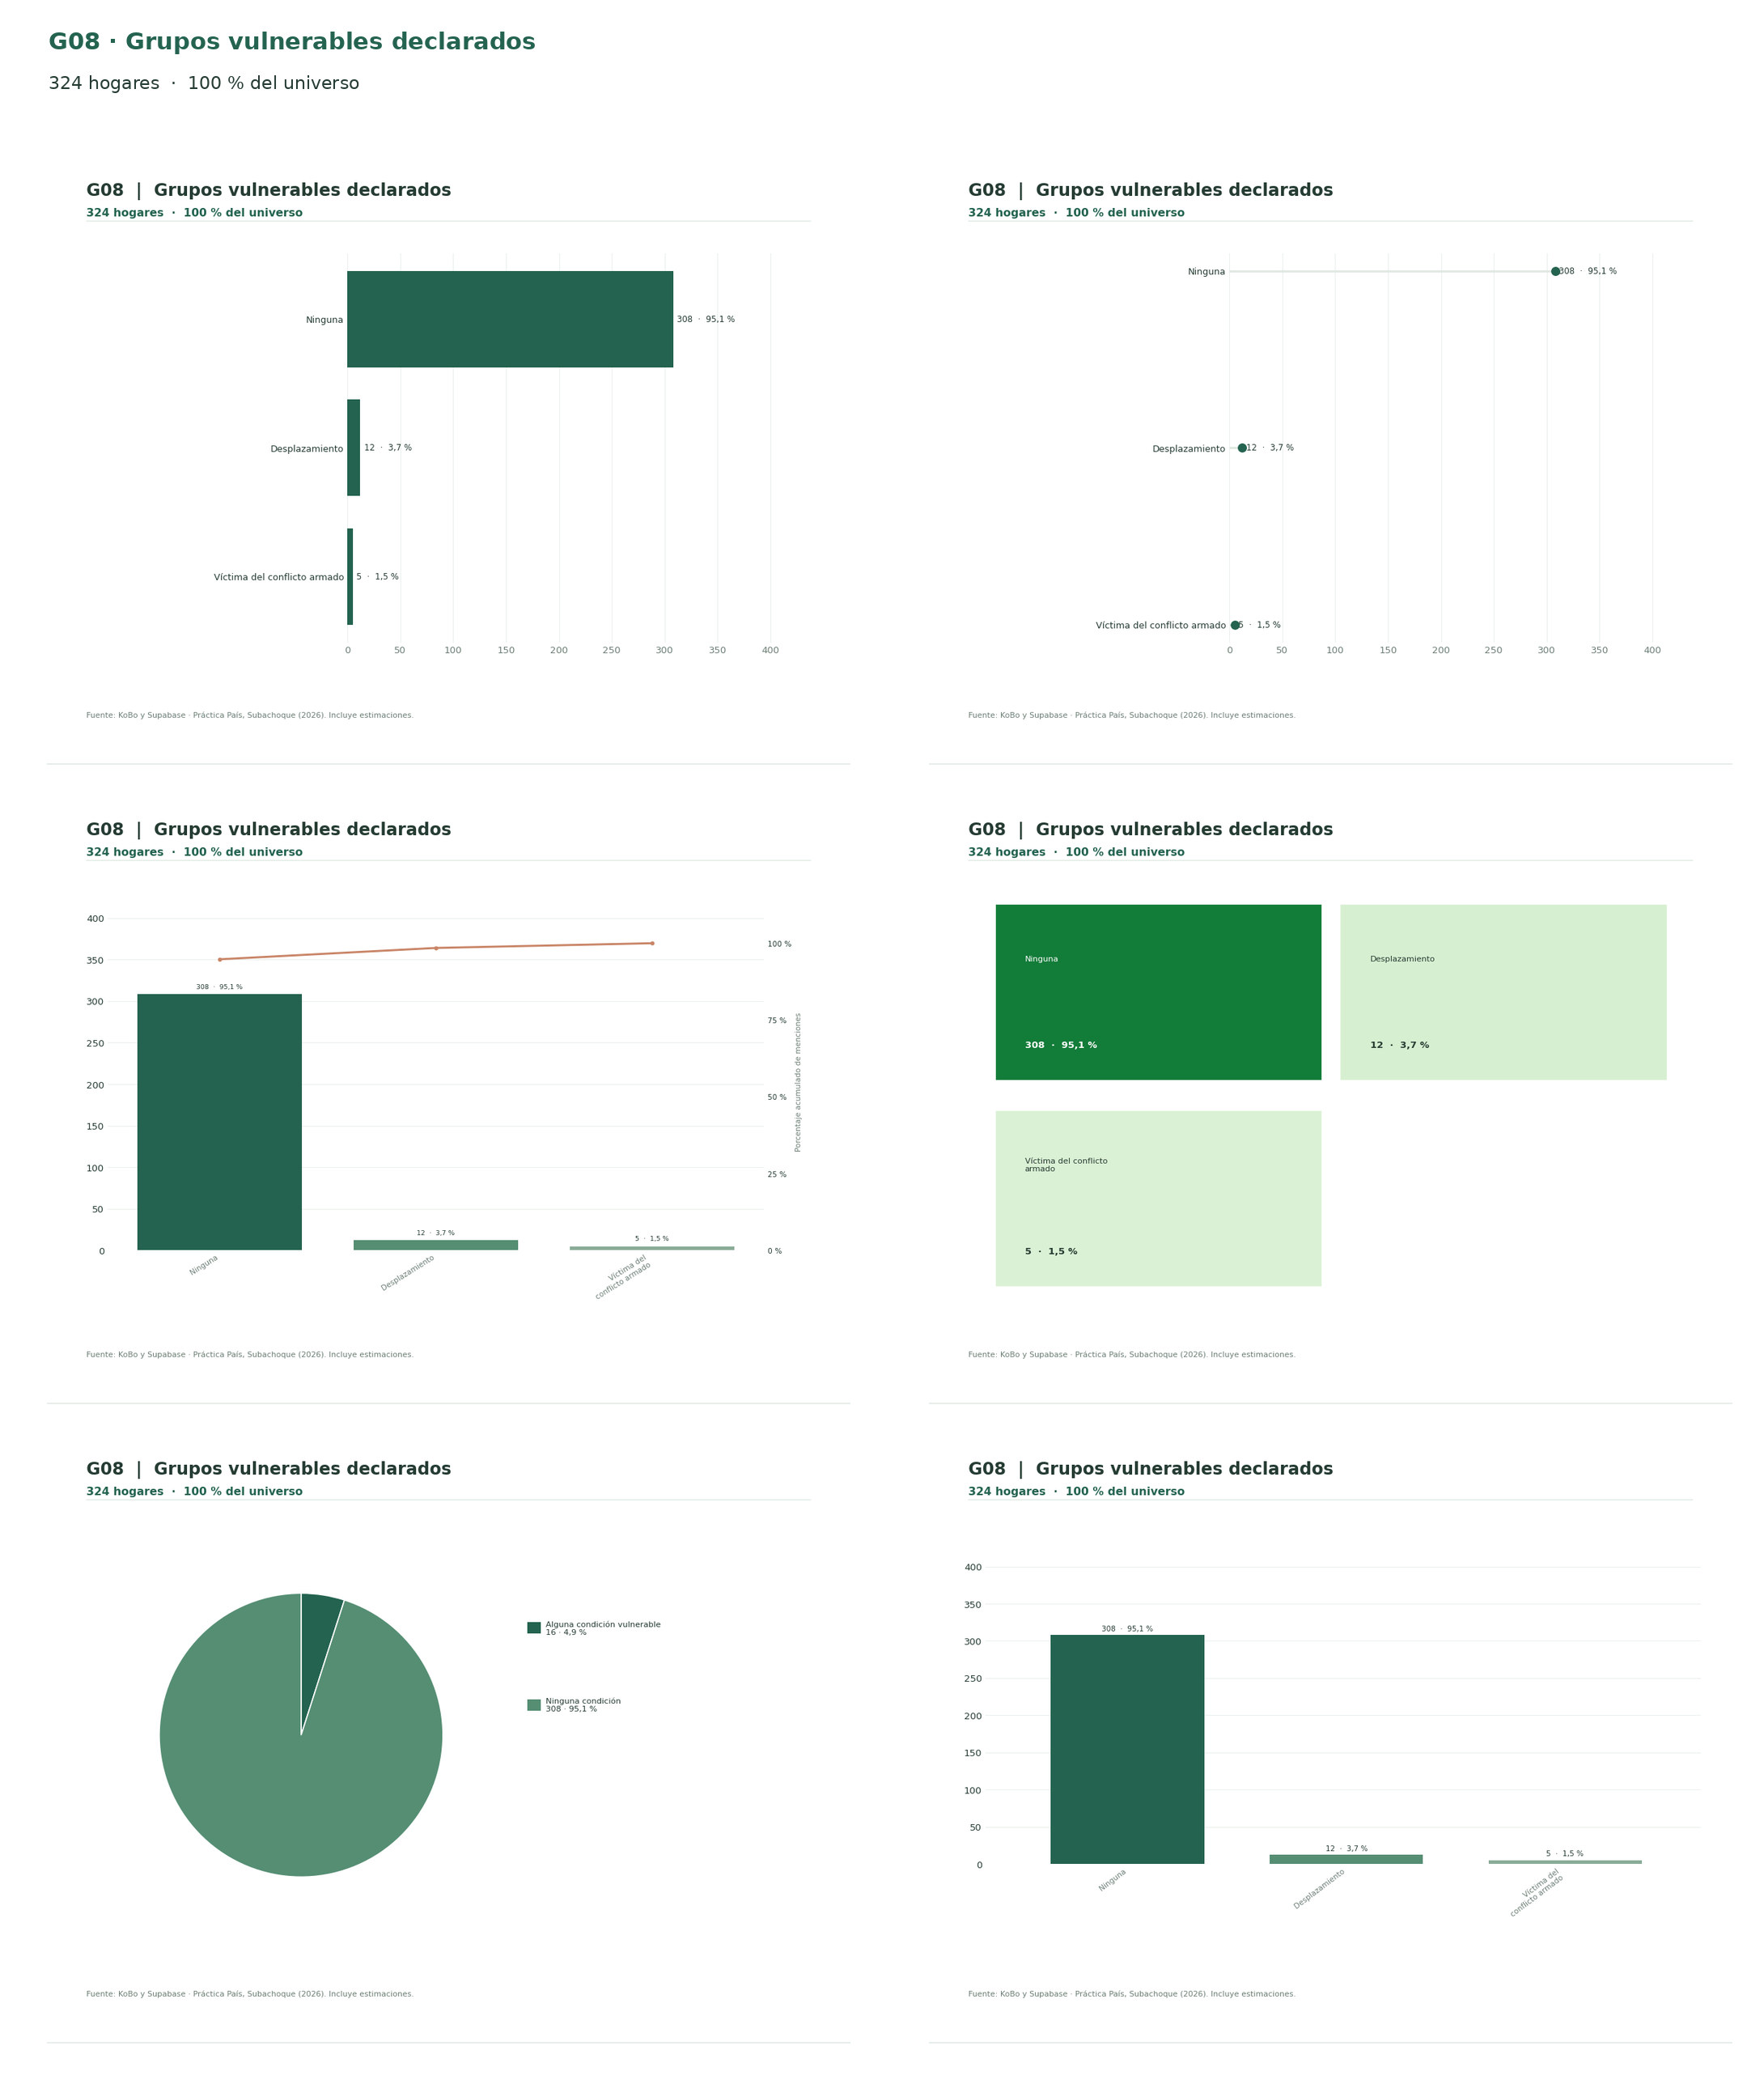 G08 · Grupos vulnerables declarados
324 hogares · 100 % del universo
G08 | Grupos vulnerables declarados
324 hogares · 100 % del universo
Ninguna
308 · 95,1 %
Desplazamiento
12 · 3,7 %
Víctima del conflicto armado
5 · 1,5 %
0 50 100 150 200 250 300 350 400
Fuente: KoBo y Supabase · Práctica País, Subachoque (2026). Incluye estimaciones.
G08 | Grupos vulnerables declarados
324 hogares · 100 % del universo
Ninguna
308 · 95,1 %
Desplazamiento
12 · 3,7 %
Víctima del conflicto armado
5 · 1,5 %
0 50 100 150 200 250 300 350 400
Fuente: KoBo y Supabase · Práctica País, Subachoque (2026). Incluye estimaciones.
G08 | Grupos vulnerables declarados
324 hogares · 100 % del universo
400
350
300
250
200
150
100
50
0
308 · 95,1 %
12 · 3,7 %
5 · 1,5 %
100 %
75 %
50 %
25 %
0 %
Porcentaje acumulado de menciones
Ninguna
Desplazamiento
Víctima del
conflicto armado
Fuente: KoBo y Supabase · Práctica País, Subachoque (2026). Incluye estimaciones.
G08 | Grupos vulnerables declarados
324 hogares · 100 % del universo
Ninguna
308 · 95,1 %
Desplazamiento
12 · 3,7 %
Víctima del conflicto
armado
5 · 1,5 %
Fuente: KoBo y Supabase · Práctica País, Subachoque (2026). Incluye estimaciones.
G08 | Grupos vulnerables declarados
324 hogares · 100 % del universo
Alguna condición vulnerable
16 · 4,9 %
Ninguna condición
308 · 95,1 %
Fuente: KoBo y Supabase · Práctica País, Subachoque (2026). Incluye estimaciones.
G08 | Grupos vulnerables declarados
324 hogares · 100 % del universo
400
350
300
250
200
150
100
50
0
308 · 95,1 %
12 · 3,7 %
5 · 1,5 %
Ninguna
Desplazamiento
Víctima del
conflicto armado
Fuente: KoBo y Supabase · Práctica País, Subachoque (2026). Incluye estimaciones.